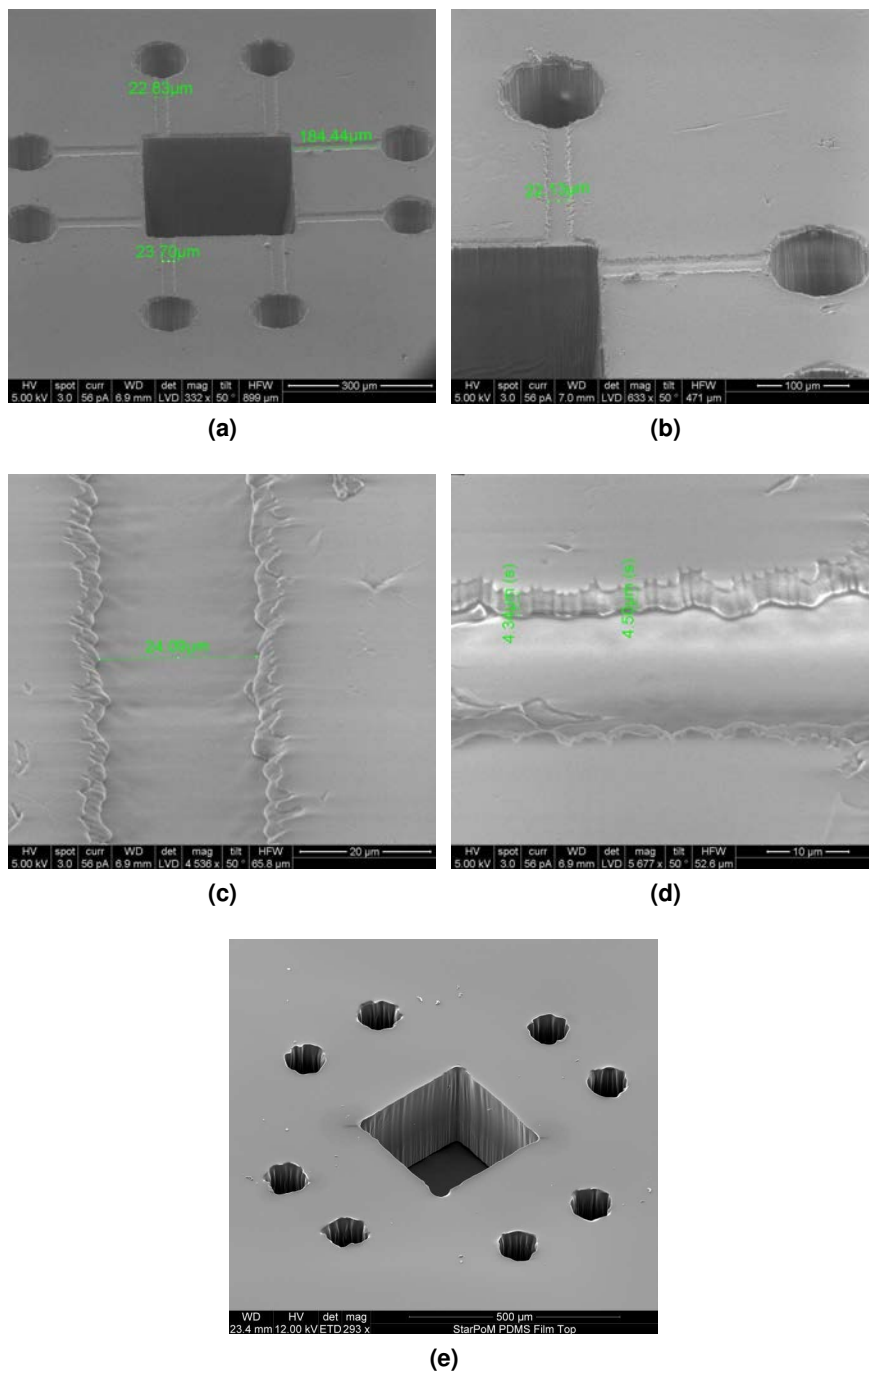 22.83µm
184.44µm
23.70µm
HV spot curr WD det mag tilt HFW 300 µm
5.00 kV 3.0 56 pA 6.9 mm LVD 332 x 50 ° 899 µm
(a)
HV spot curr WD det mag tilt HFW 100 µm
5.00 kV 3.0 56 pA 7.0 mm LVD 633 x 50 ° 471 µm
(b)
HV spot curr WD det mag tilt HFW 20 µm
5.00 kV 3.0 56 pA 6.9 mm LVD 4 536 x 50 ° 65.8 µm
(c)
4.34µm (s)
HV spot curr WD det mag tilt HFW 10 µm
5.00 kV 3.0 56 pA 6.9 mm LVD 5 677 x 50 ° 52.6 µm
(d)
WD HV det mag 500 µm
23.4 mm 12.00 kV ETD 293 x StarPoM PDMS Film Top
(e)